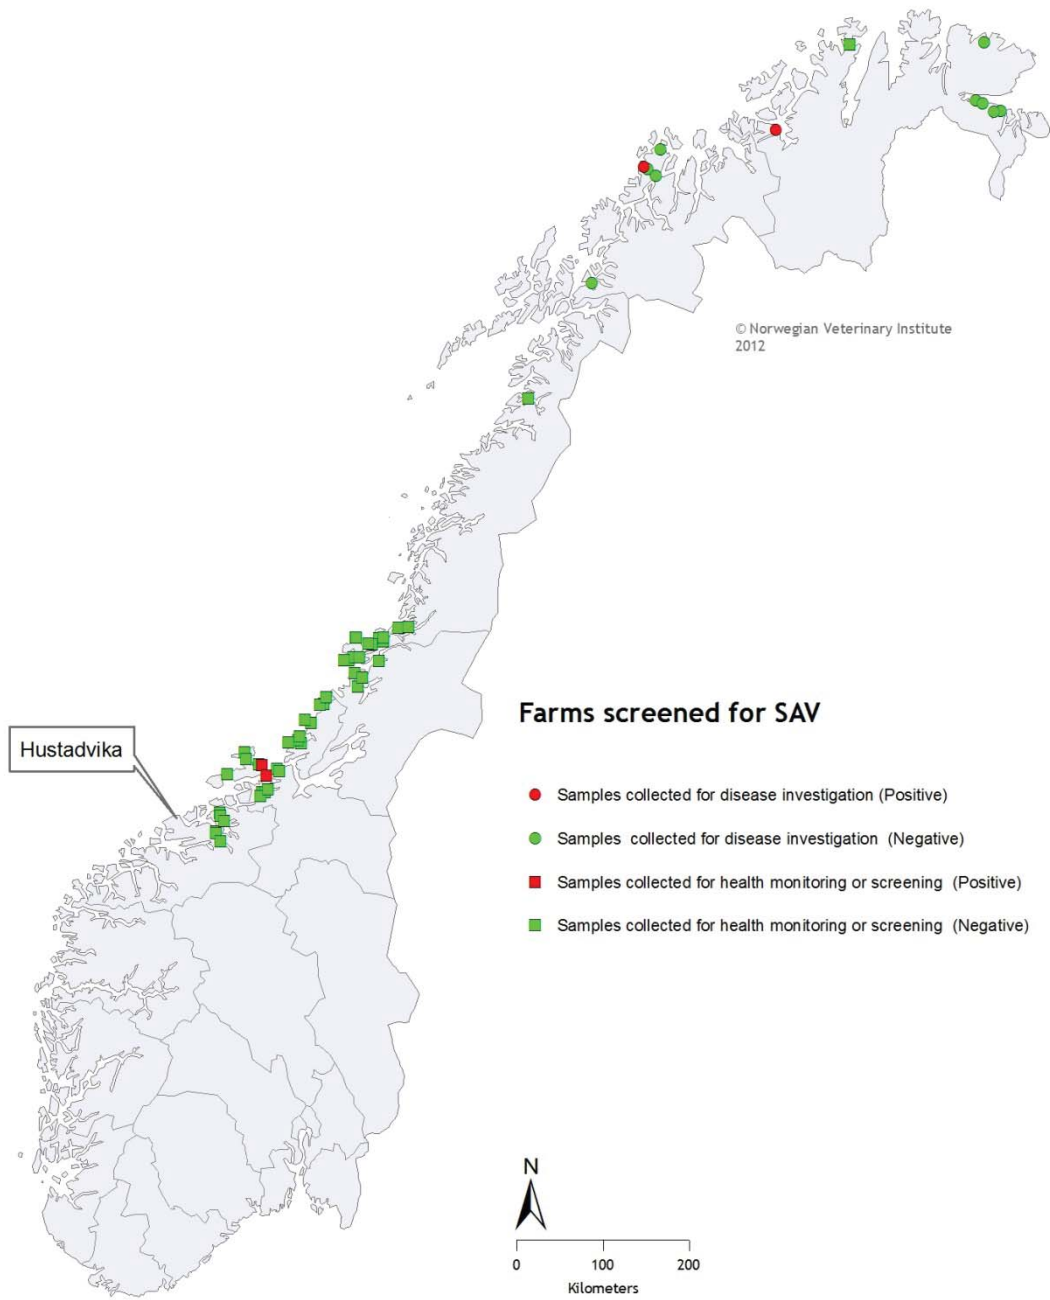 © Norwegian Veterinary Institute
2012
Farms screened for SAV
Hustadvika
Samples collected for disease investigation (Positive)
Samples collected for disease investigation (Negative)
Samples collected for health monitoring or screening (Positive)
Samples collected for health monitoring or screening (Negative)
N
0 100 200
Kilometers